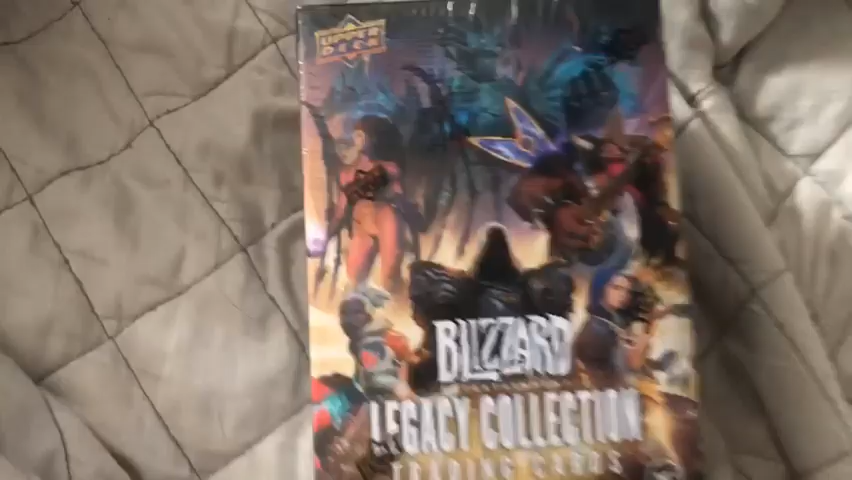 UPPER
DECK
BLIZZARD
LEGACY COLLECTION
TRADING CARDS